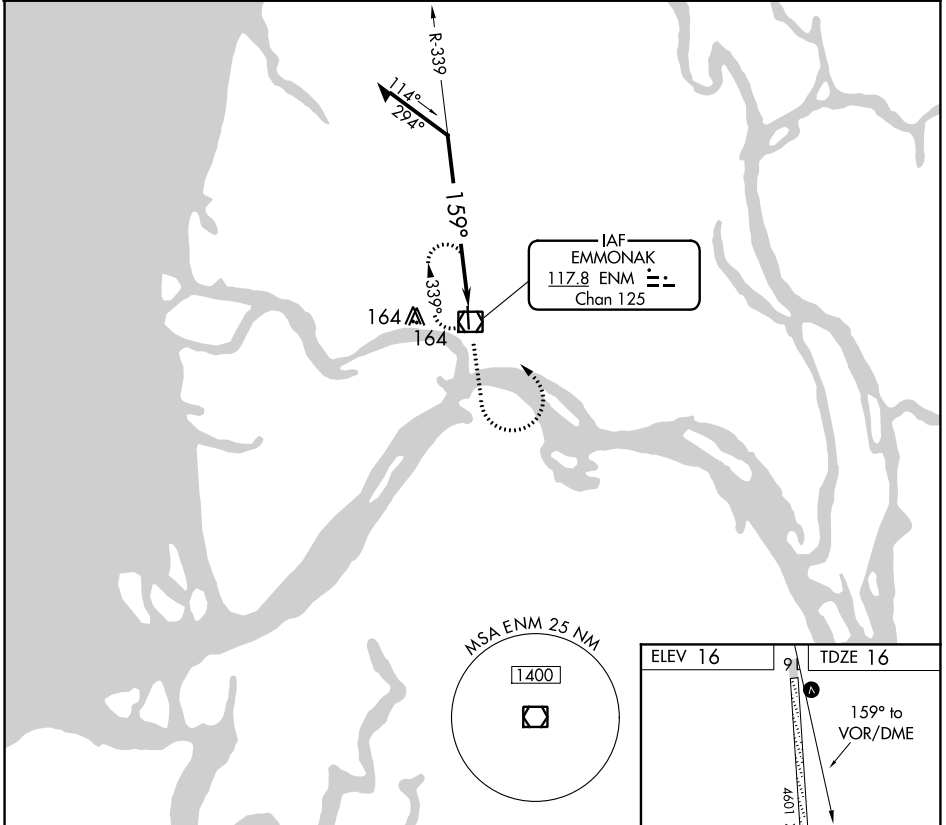 R-339
114°
294°
159°
IAF
EMMONAK
117.8 ENM
Chan 125
339°
164
164
MSA ENM 25 NM
1400
ELEV 16
TDZE 16
16
159° to
VOR/DME
4601